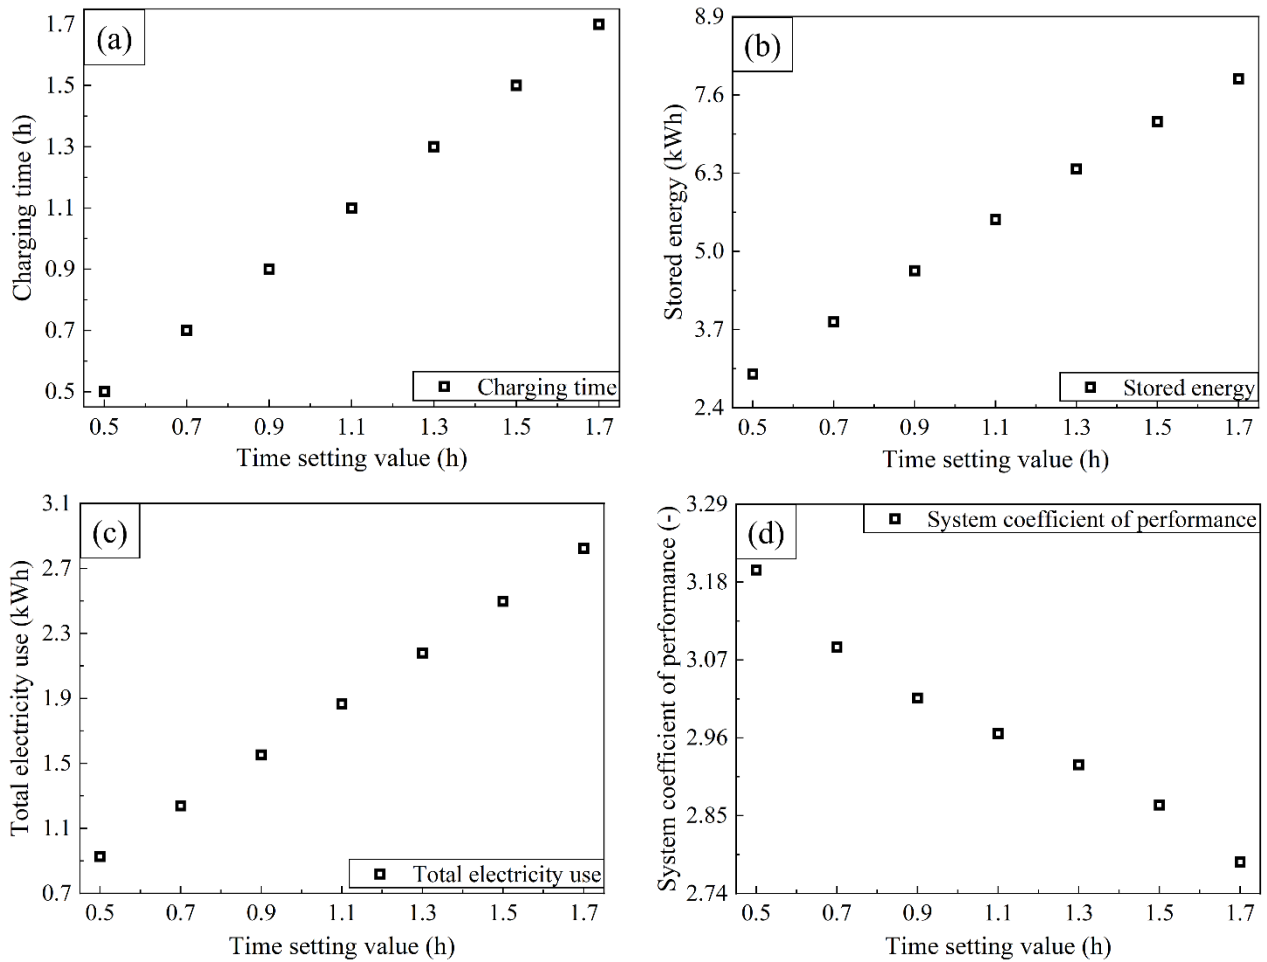 (a)
Charging time (h)
1.7
1.5
1.3
1.1
0.9
0.7
0.5
Charging time
0.5 0.7 0.9 1.1 1.3 1.5 1.7
Time setting value (h)
(b)
Stored energy (kWh)
8.9
7.6
6.3
5.0
3.7
2.4
Stored energy
0.5 0.7 0.9 1.1 1.3 1.5 1.7
Time setting value (h)
(c)
Total electricity use (kWh)
3.1
2.7
2.3
1.9
1.5
1.1
0.7
Total electricity use
0.5 0.7 0.9 1.1 1.3 1.5 1.7
Time setting value (h)
(d)
System coefficient of performance (-)
System coefficient of performance
3.29
3.18
3.07
2.96
2.85
2.74
0.5 0.7 0.9 1.1 1.3 1.5 1.7
Time setting value (h)